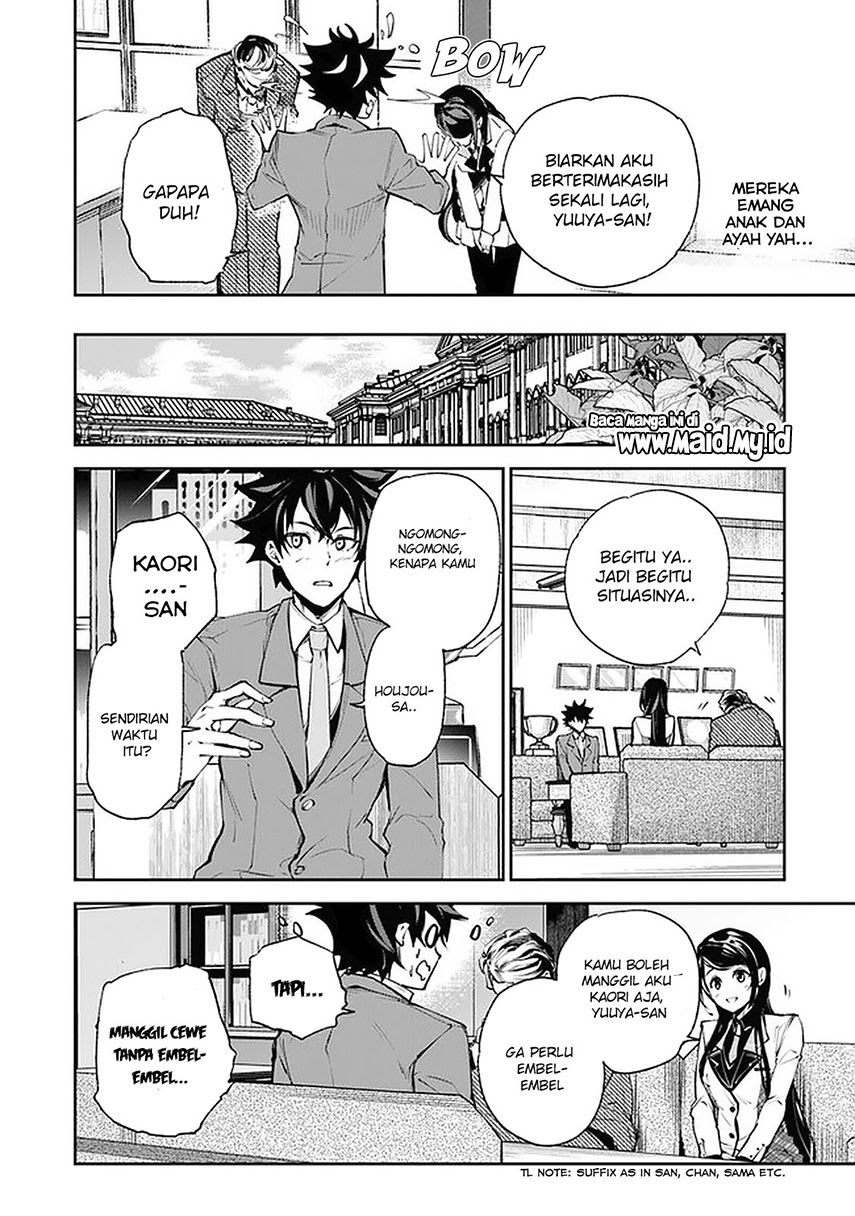 MEREKA
EMANG
ANAK DAN
AYAH YAH...
BIARKAN AKU
BERTERIMAKASIH
SEKALI LAGI,
YUUYA-SAN!
BOW
GAPAPA
DUH!
Baca Manga ini di
www.Maid.My.id
BEGITU YA..
JADI BEGITU
SITUASINYA..
NGOMONG-
NGOMONG,
KENAPA KAMU
HOUJOU-
SA..
KAORI
....-
SAN
SENDIRIAN
WAKTU
ITU?
KAMU BOLEH
MANGGIL AKU
KAORI AJA,
YUUYA-SAN
GA PERLU
EMBEL-
EMBEL
TAPI...
MANGGIL CEWE
TANPA EMBEL-
EMBEL...
TL NOTE: SUFFIX AS IN SAN, CHAN, SAMA ETC.